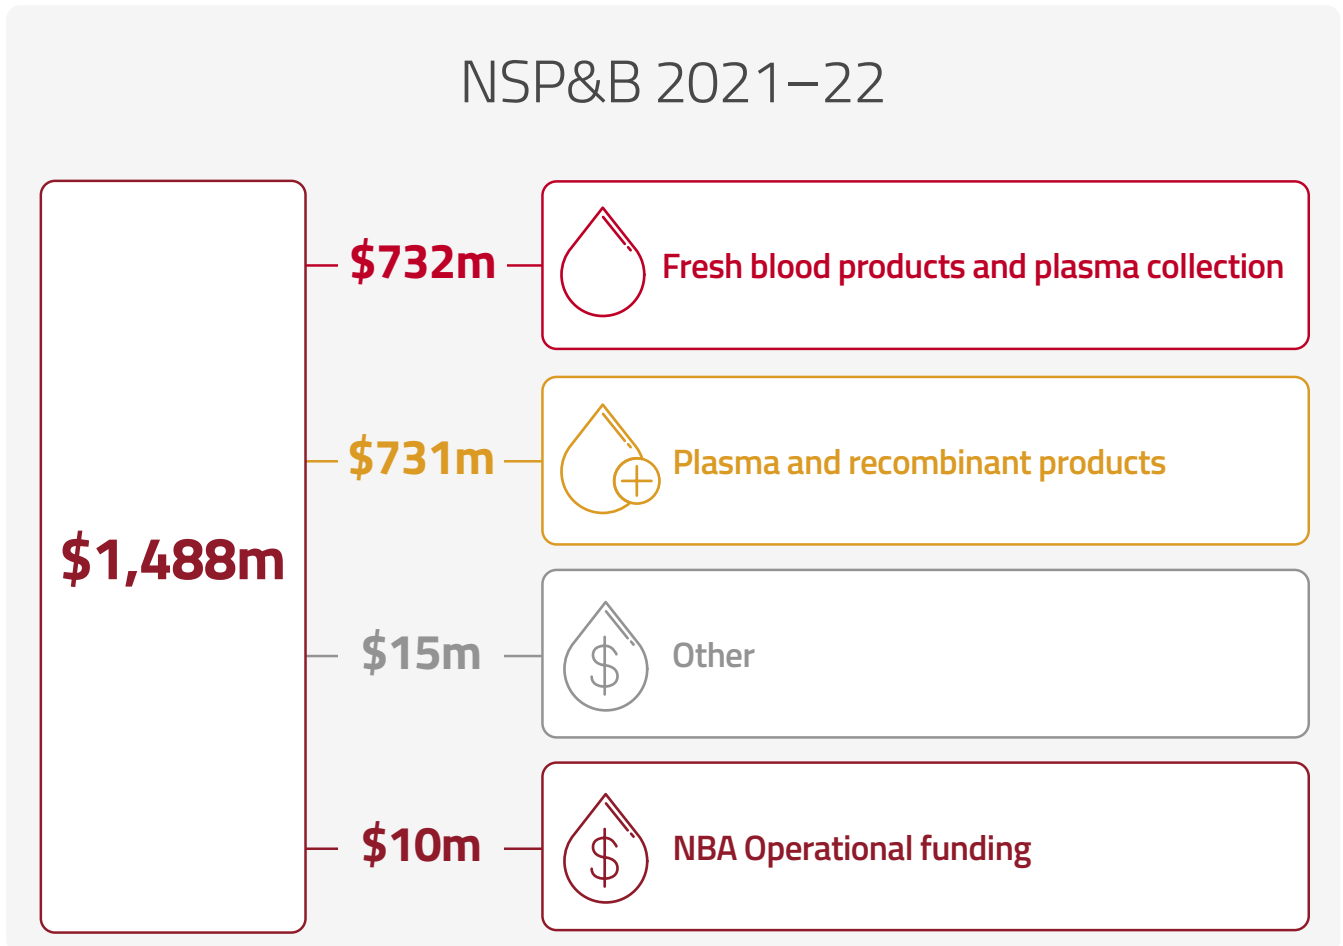 NSP&B 2021–22
$1,488m
$732m
Fresh blood products and plasma collection
$731m
Plasma and recombinant products
$15m
$
Other
$10m
$
NBA Operational funding